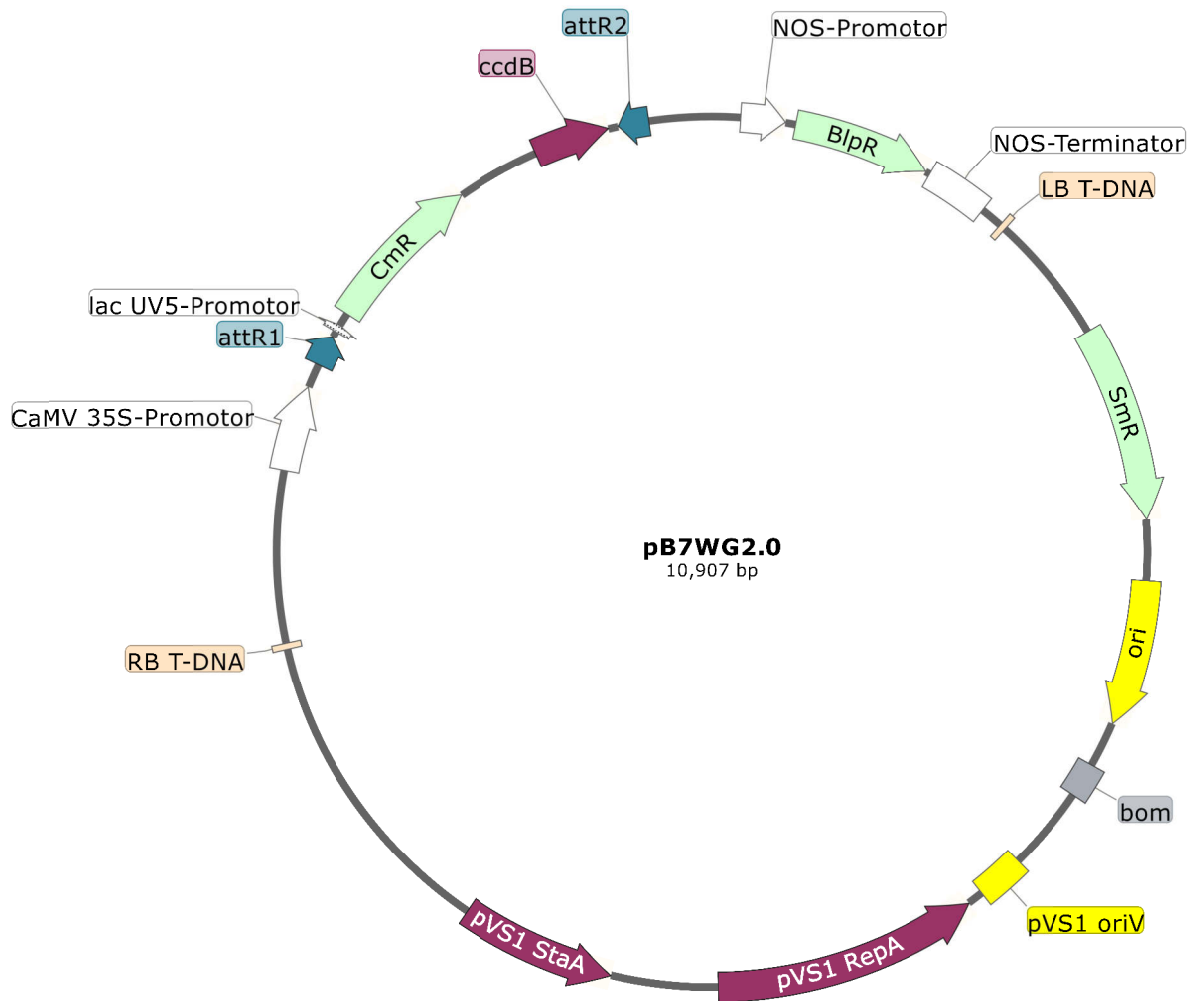 attR2
NOS-Promotor
ccdB
BlpR
NOS-Terminator
LB T-DNA
CmR
lac UV5-Promotor
attR1
SmR
CaMV 35S-Promotor
pB7WG2.0
10,907 bp
ori
RB T-DNA
bom
pVS1 oriV
pVS1 StaA
pVS1 RepA